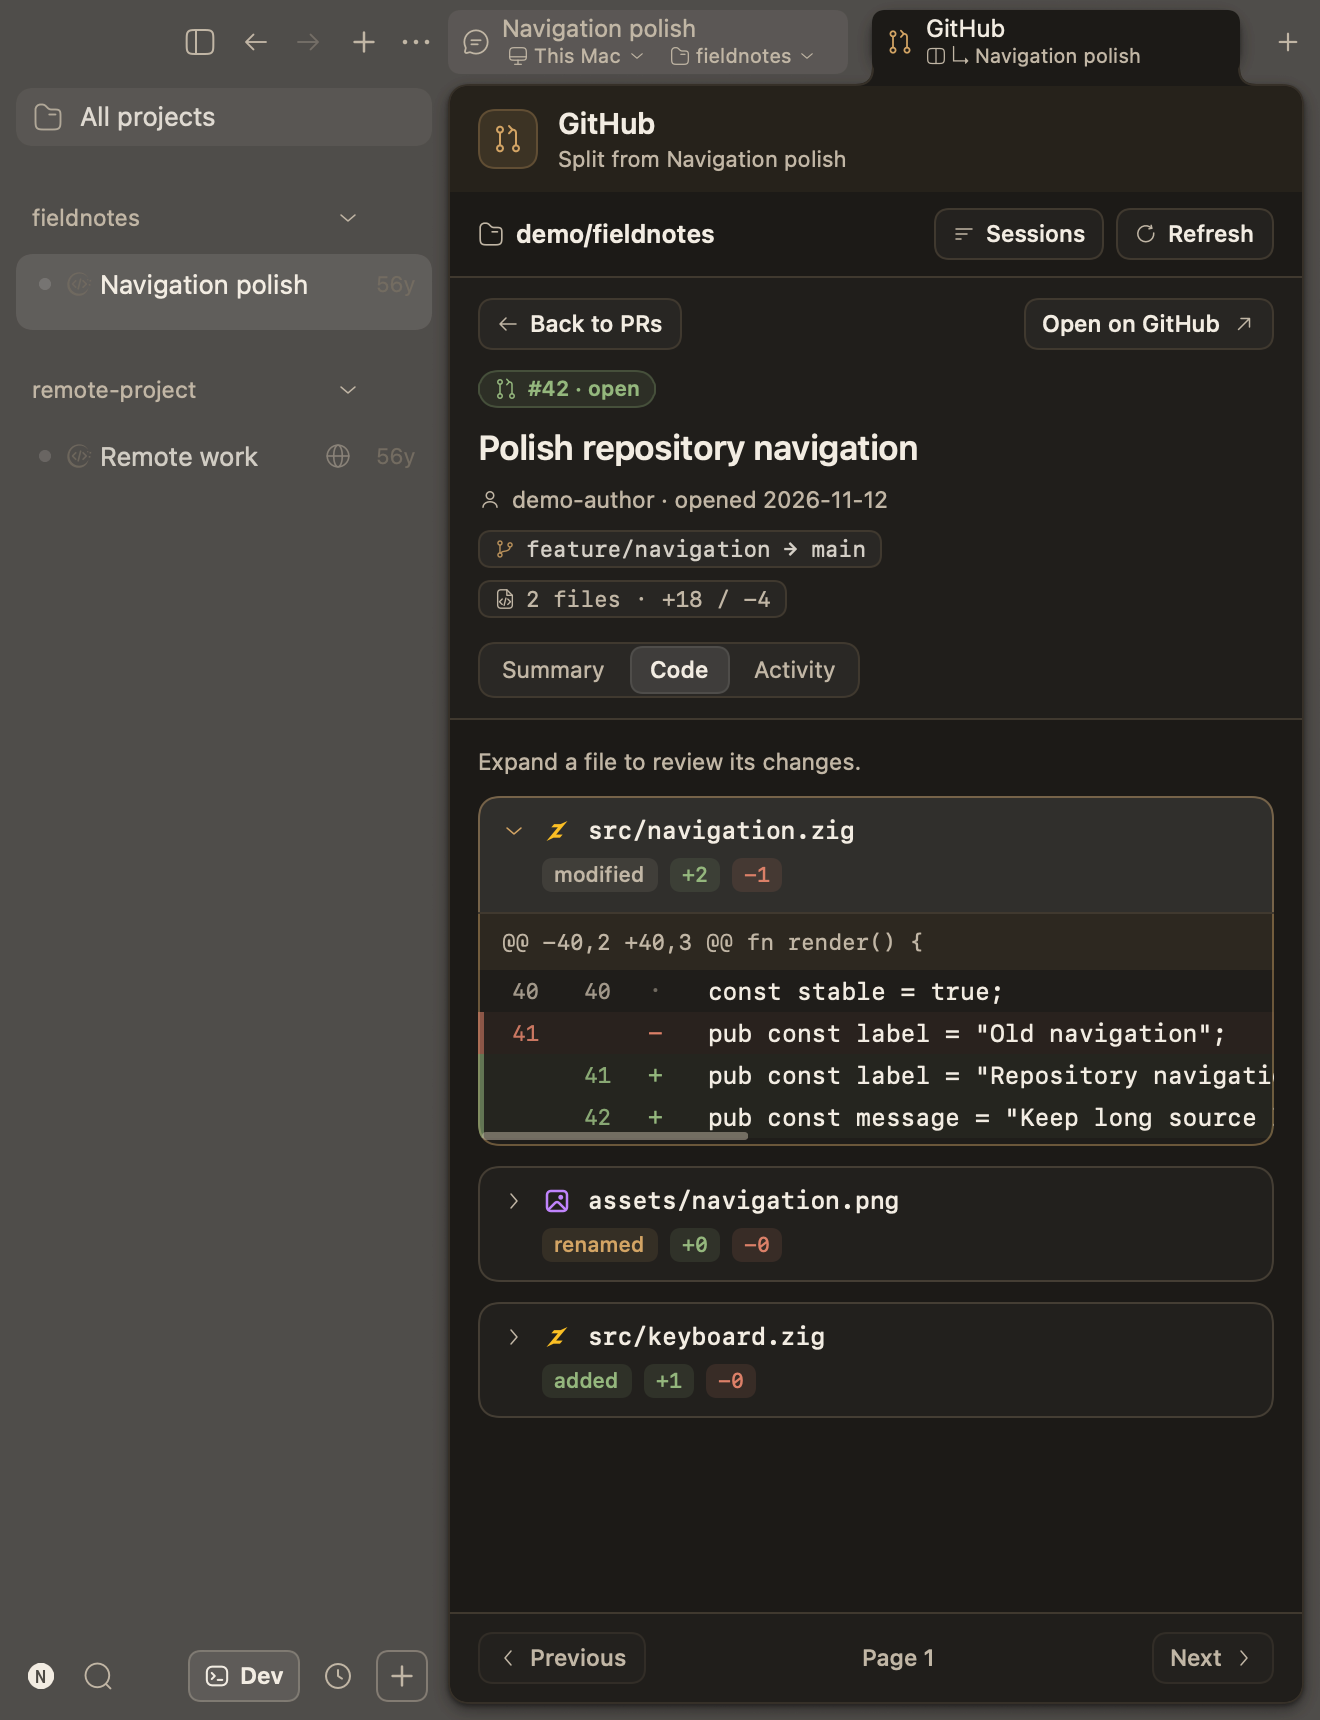 Navigation polish
This Mac
fieldnotes
GitHub
Navigation polish
All projects
fieldnotes
Navigation polish
56y
remote-project
Remote work
56y
N
Dev
GitHub
Split from Navigation polish
demo/fieldnotes
Sessions
Refresh
Back to PRs
Open on GitHub
#42 · open
Polish repository navigation
demo-author · opened 2026-11-12
feature/navigation → main
2 files · +18 / −4
Summary
Code
Activity
Expand a file to review its changes.
src/navigation.zig
modified
+2
−1
@@ −40,2 +40,3 @@ fn render() {
40 40 · const stable = true;
41 − pub const label = "Old navigation";
41 + pub const label = "Repository navigati
42 + pub const message = "Keep long source
assets/navigation.png
renamed
+0
−0
src/keyboard.zig
added
+1
−0
Previous
Page 1
Next